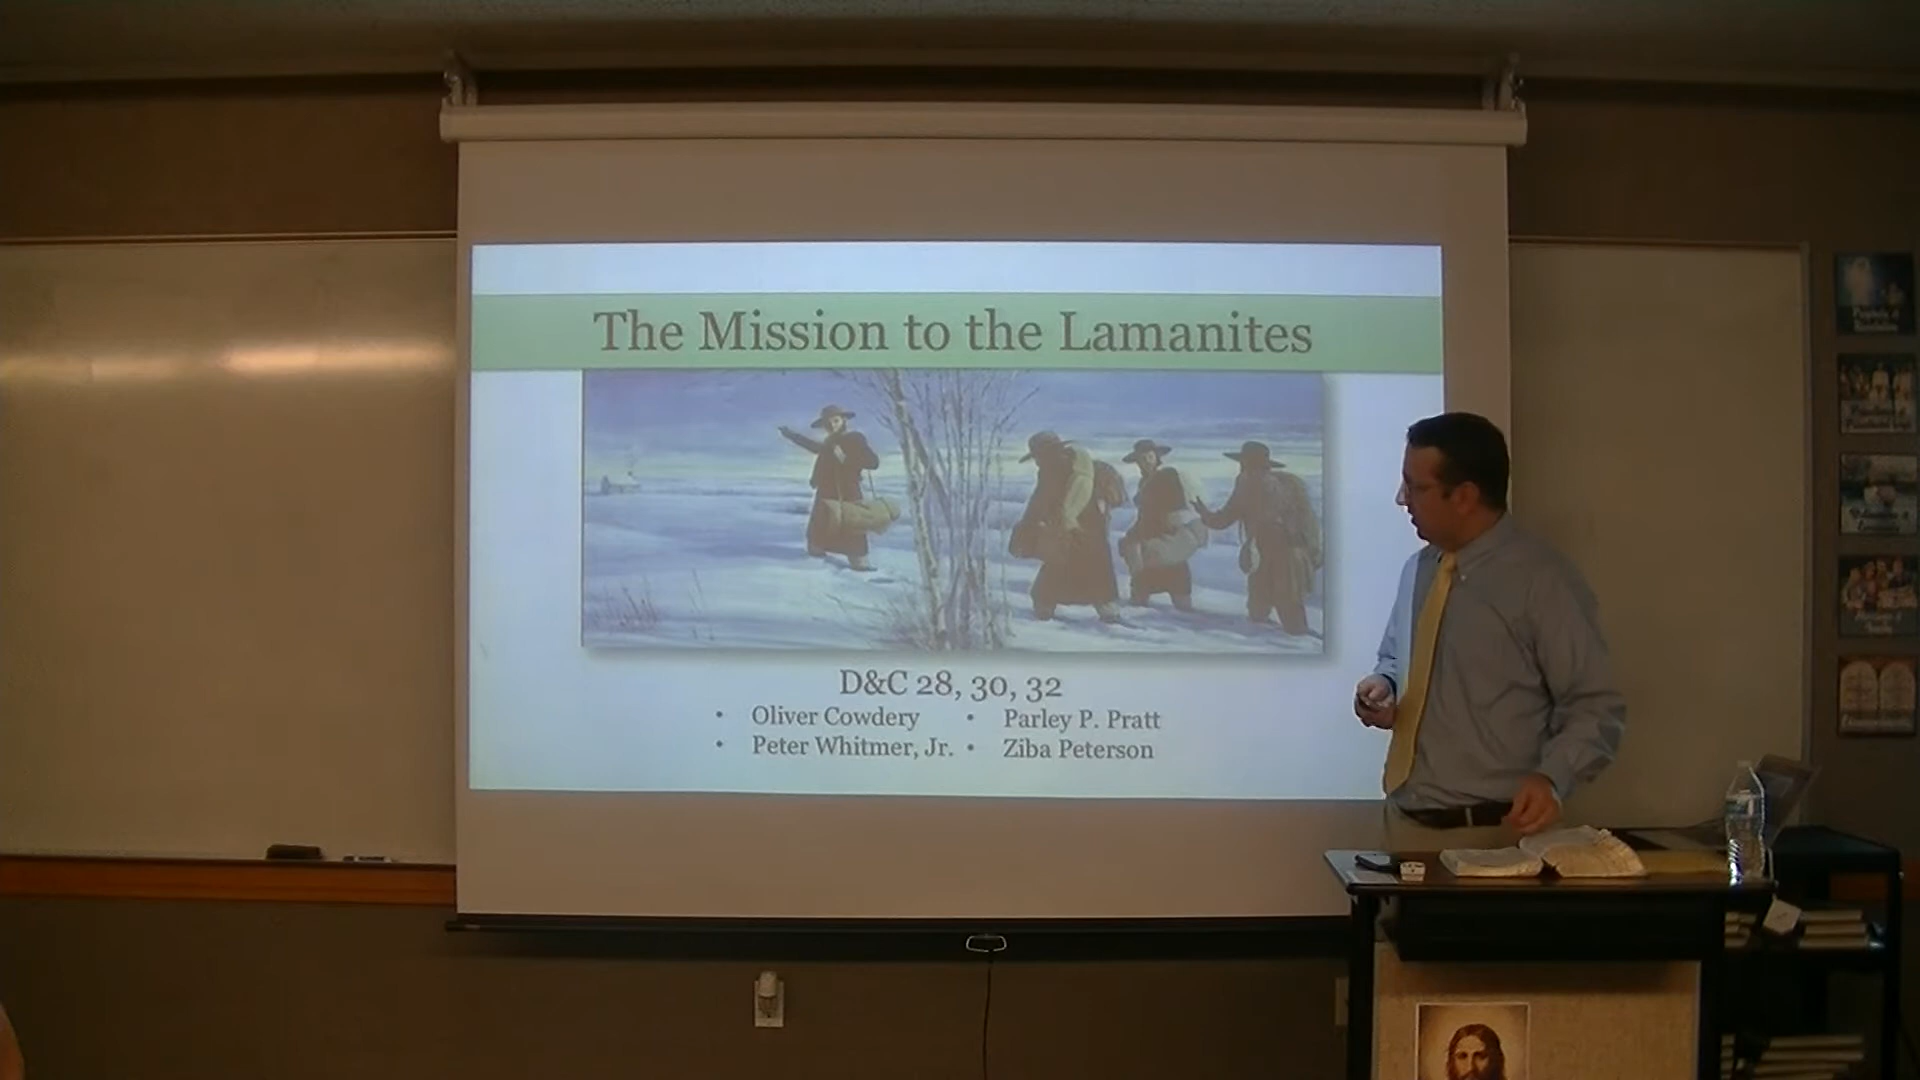 The Mission to the Lamanites
D&C 28, 30, 32
• Oliver Cowdery • Parley P. Pratt
• Peter Whitmer, Jr. • Ziba Peterson